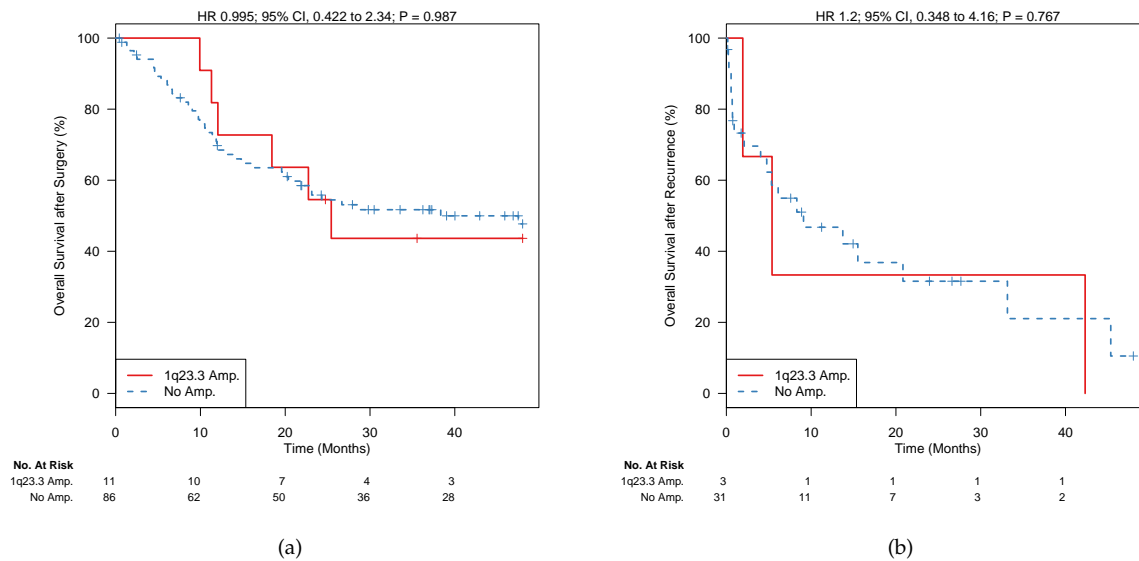 HR 0.995; 95% CI, 0.422 to 2.34; P = 0.987
Overall Survival after Surgery (%)
100
80
60
40
20
0
1q23.3 Amp.
No Amp.
0 10 20 30 40
Time (Months)
No. At Risk
1q23.3 Amp. 11 10 7 4 3
No Amp. 86 62 50 36 28
(a)
HR 1.2; 95% CI, 0.348 to 4.16; P = 0.767
Overall Survival after Recurrence (%)
100
80
60
40
20
0
1q23.3 Amp.
No Amp.
0 10 20 30 40
Time (Months)
No. At Risk
1q23.3 Amp. 3 1 1 1 1
No Amp. 31 11 7 3 2
(b)